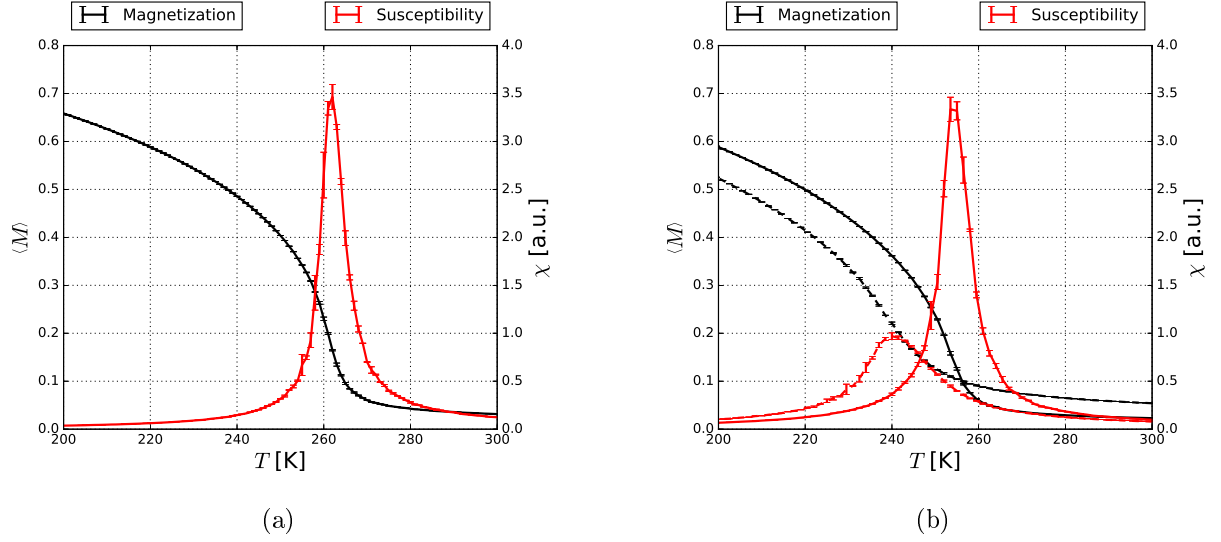 Magnetization Susceptibility
0.8 4.0
0.7 3.5
0.6 3.0
0.5 2.5
0.4 2.0
0.3 1.5
0.2 1.0
0.1 0.5
0.0 0.0
⟨M⟩
χ [a.u.]
200 220 240 260 280 300
T [K]
(a)
Magnetization Susceptibility
0.8 4.0
0.7 3.5
0.6 3.0
0.5 2.5
0.4 2.0
0.3 1.5
0.2 1.0
0.1 0.5
0.0 0.0
⟨M⟩
χ [a.u.]
200 220 240 260 280 300
T [K]
(b)